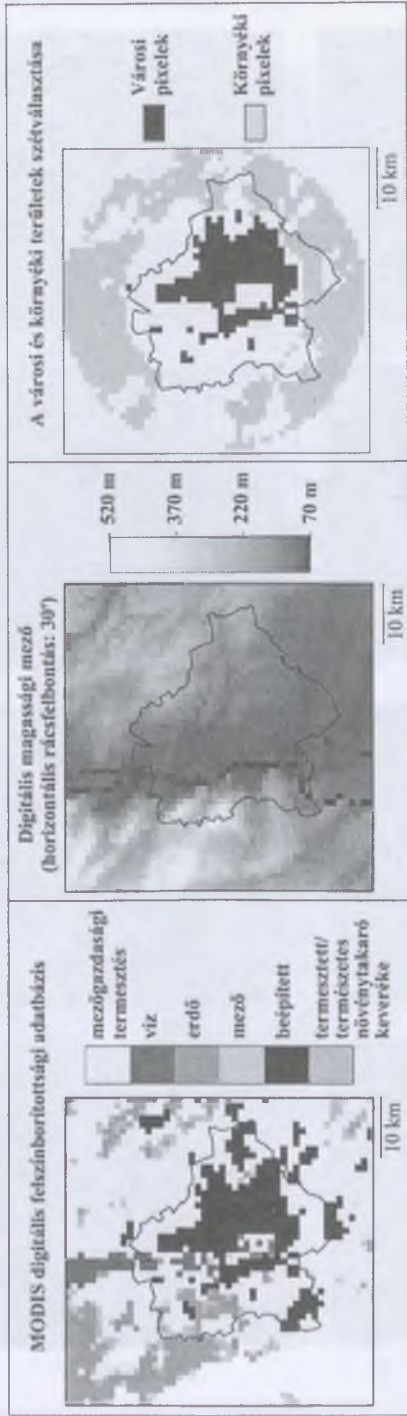 MODIS digitális felszínborítottsági adatbázis
mezőgazdasági
termesztés
víz
erdő
mező
beépített
termesztett/
természetes
növénytakaró
keveréke
10 km
Digitális magassági mező
(horizontális rácsfelbontás: 30")
520 m
370 m
220 m
70 m
10 km
A városi és környéki területek szétválasztása
Városi
pixelek
Környéki
pixelek
10 km